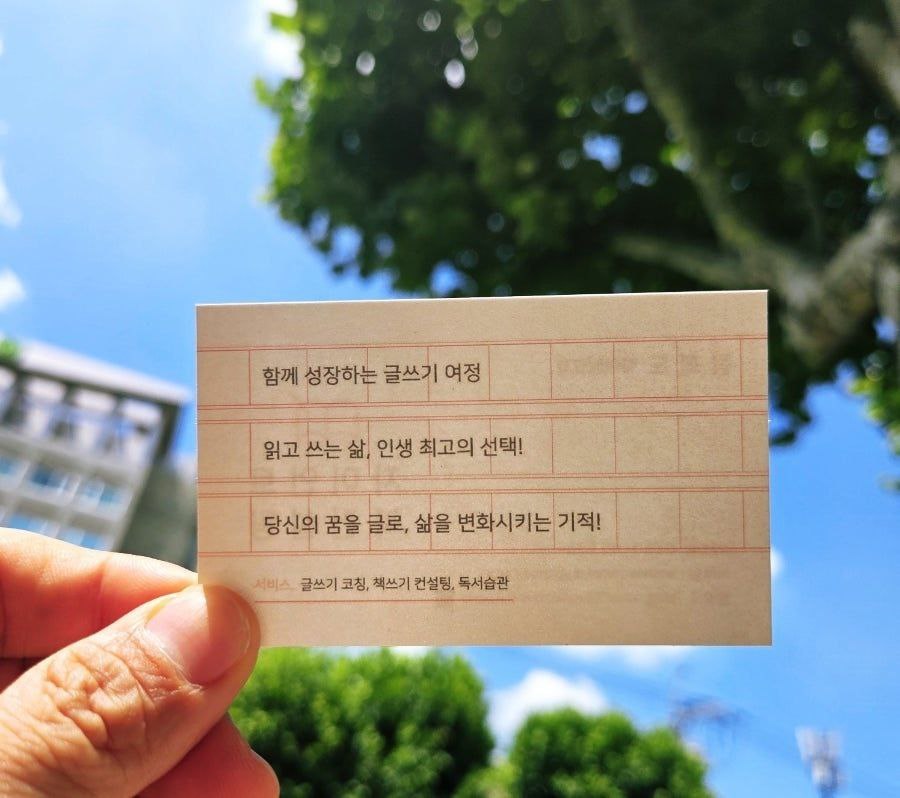 함께 성장하는 글쓰기 여정
읽고 쓰는 삶, 인생 최고의 선택!
당신의 꿈을 글로, 삶을 변화시키는 기적!
서비스 글쓰기 코칭, 책쓰기 컨설팅, 독서습관